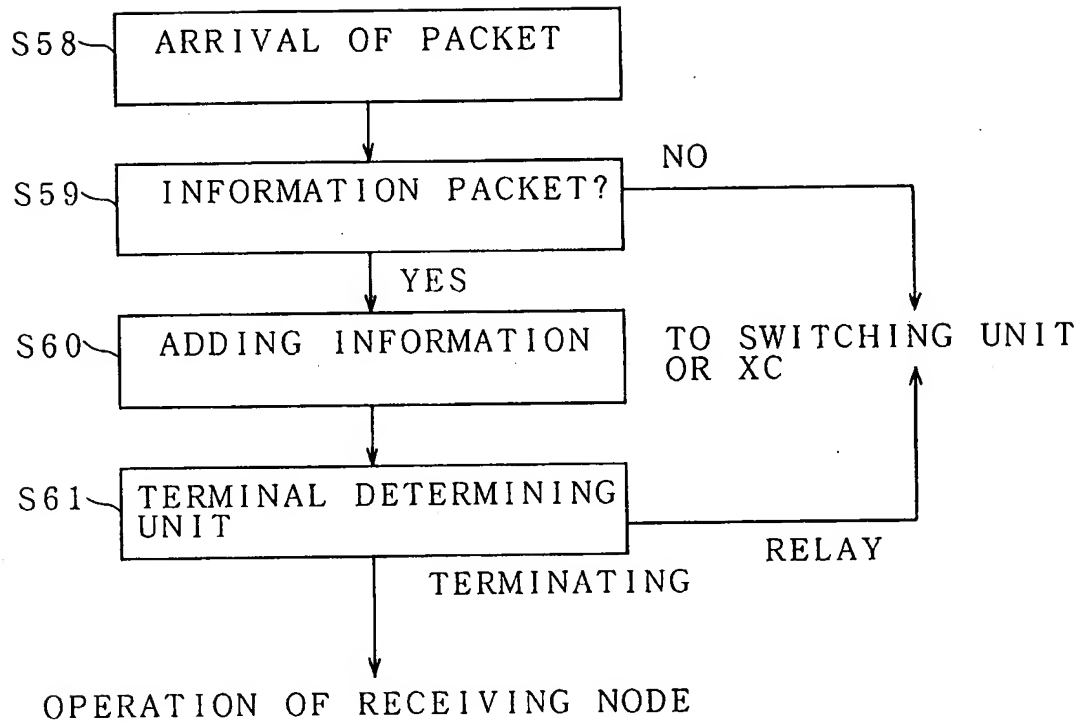 S58
ARRIVAL OF PACKET
NO
S59
INFORMATION PACKET?
YES
S60
ADDING INFORMATION
TO SWITCHING UNIT
OR XC
S61
TERMINAL DETERMINING
UNIT
RELAY
TERMINATING
OPERATION OF RECEIVING NODE